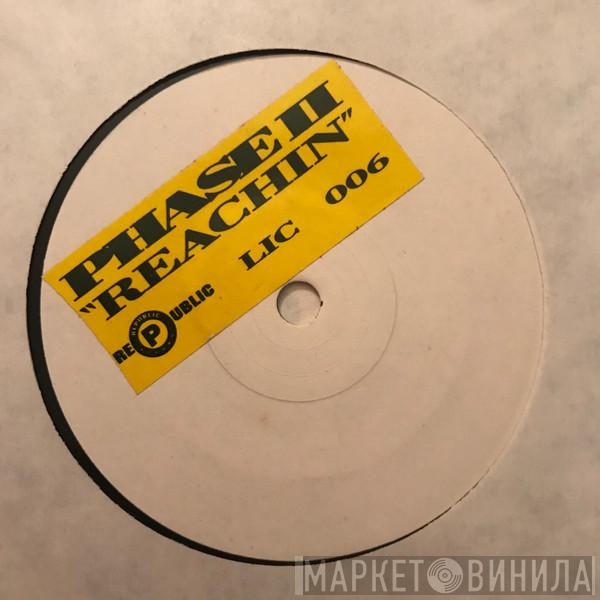 PHASE II
"REACHIN"
LIC 006
REPUBLIC
REPUBLIC
МАРКЕТ ВИНИЛА